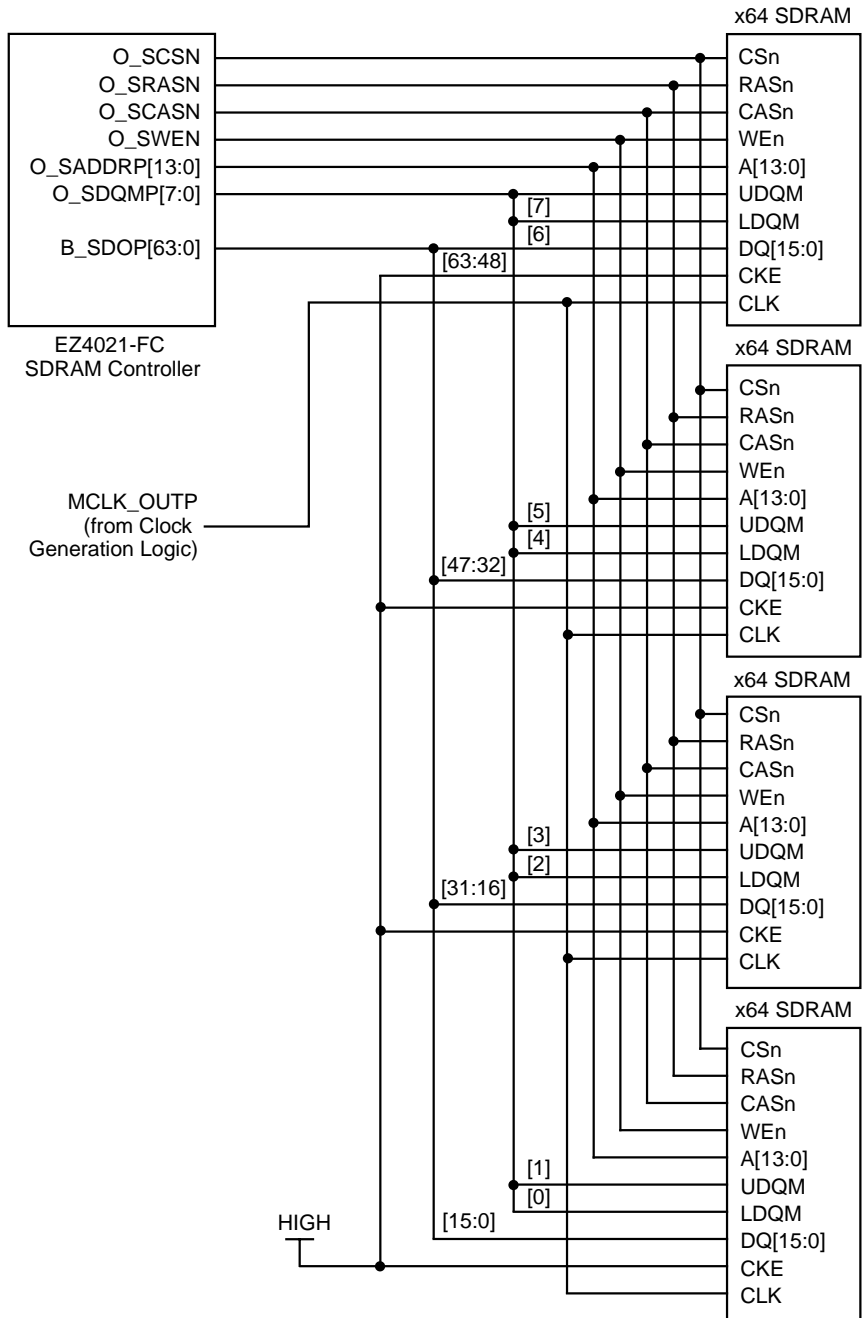 x64 SDRAM
O_SCSN
O_SRASN
O_SCASN
O_SWEN
O_SADDRP[13:0]
O_SDQMP[7:0]
B_SDOP[63:0]
EZ4021-FC
SDRAM Controller
[7]
[6]
[63:48]
CSn
RASn
CASn
WEn
A[13:0]
UDQM
LDQM
DQ[15:0]
CKE
CLK
MCLK_OUTP
(from Clock
Generation Logic)
x64 SDRAM
[5]
[4]
[47:32]
CSn
RASn
CASn
WEn
A[13:0]
UDQM
LDQM
DQ[15:0]
CKE
CLK
x64 SDRAM
[3]
[2]
[31:16]
CSn
RASn
CASn
WEn
A[13:0]
UDQM
LDQM
DQ[15:0]
CKE
CLK
x64 SDRAM
[1]
[0]
[15:0]
HIGH
CSn
RASn
CASn
WEn
A[13:0]
UDQM
LDQM
DQ[15:0]
CKE
CLK